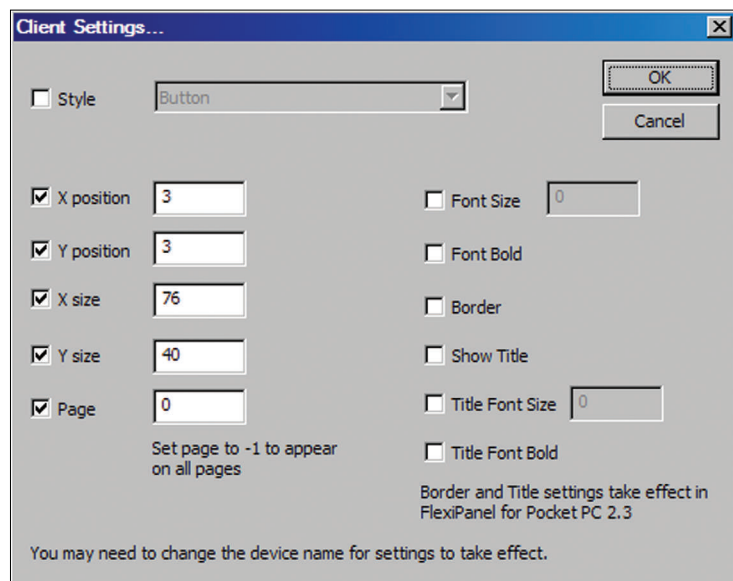 Client Settings...
Style
Button
OK
Cancel
X position
3
Y position
3
X size
76
Y size
40
Page
0
Set page to -1 to appear
on all pages
Font Size
0
Font Bold
Border
Show Title
Title Font Size
0
Title Font Bold
Border and Title settings take effect in
FlexiPanel for Pocket PC 2.3
You may need to change the device name for settings to take effect.